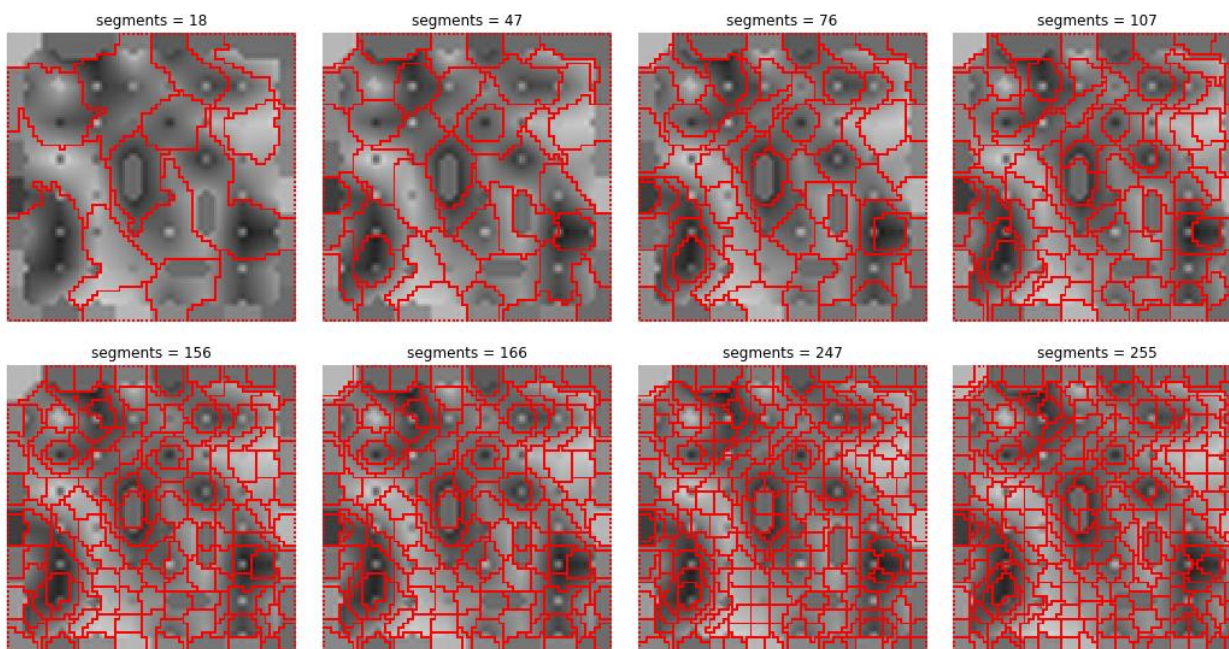 segments = 18
segments = 47
segments = 76
segments = 107
segments = 156
segments = 166
segments = 247
segments = 255